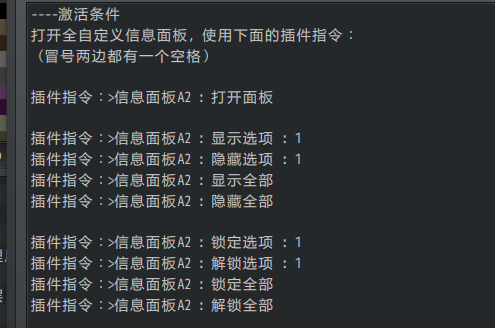 ----激活条件
打开全自定义信息面板，使用下面的插件指令：
（冒号两边都有一个空格）
插件指令：>信息面板A2 : 打开面板
插件指令：>信息面板A2 : 显示选项 : 1
插件指令：>信息面板A2 : 隐藏选项 : 1
插件指令：>信息面板A2 : 显示全部
插件指令：>信息面板A2 : 隐藏全部
插件指令：>信息面板A2 : 锁定选项 : 1
插件指令：>信息面板A2 : 解锁选项 : 1
插件指令：>信息面板A2 : 锁定全部
插件指令：>信息面板A2 : 解锁全部